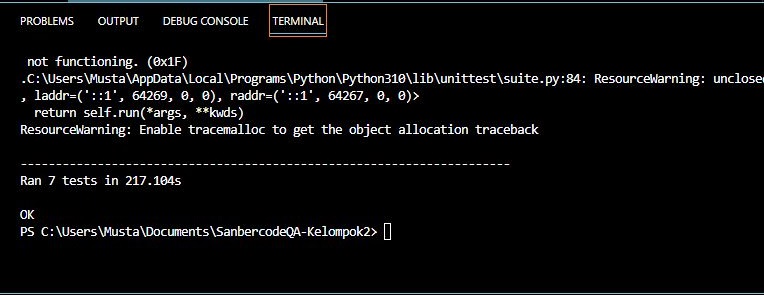 PROBLEMS OUTPUT DEBUG CONSOLE TERMINAL
not functioning. (0x1F)
.C:\Users\Musta\AppData\Local\Programs\Python\Python310\lib\unittest\suite.py:84: ResourceWarning: unclosed
, laddr=('::1', 64269, 0, 0), raddr=('::1', 64267, 0, 0)>
  return self.run(*args, **kwds)
ResourceWarning: Enable tracemalloc to get the object allocation traceback
----------------------------------------------------------------------
Ran 7 tests in 217.104s
OK
PS C:\Users\Musta\Documents\SanbercodeQA-Kelompok2>